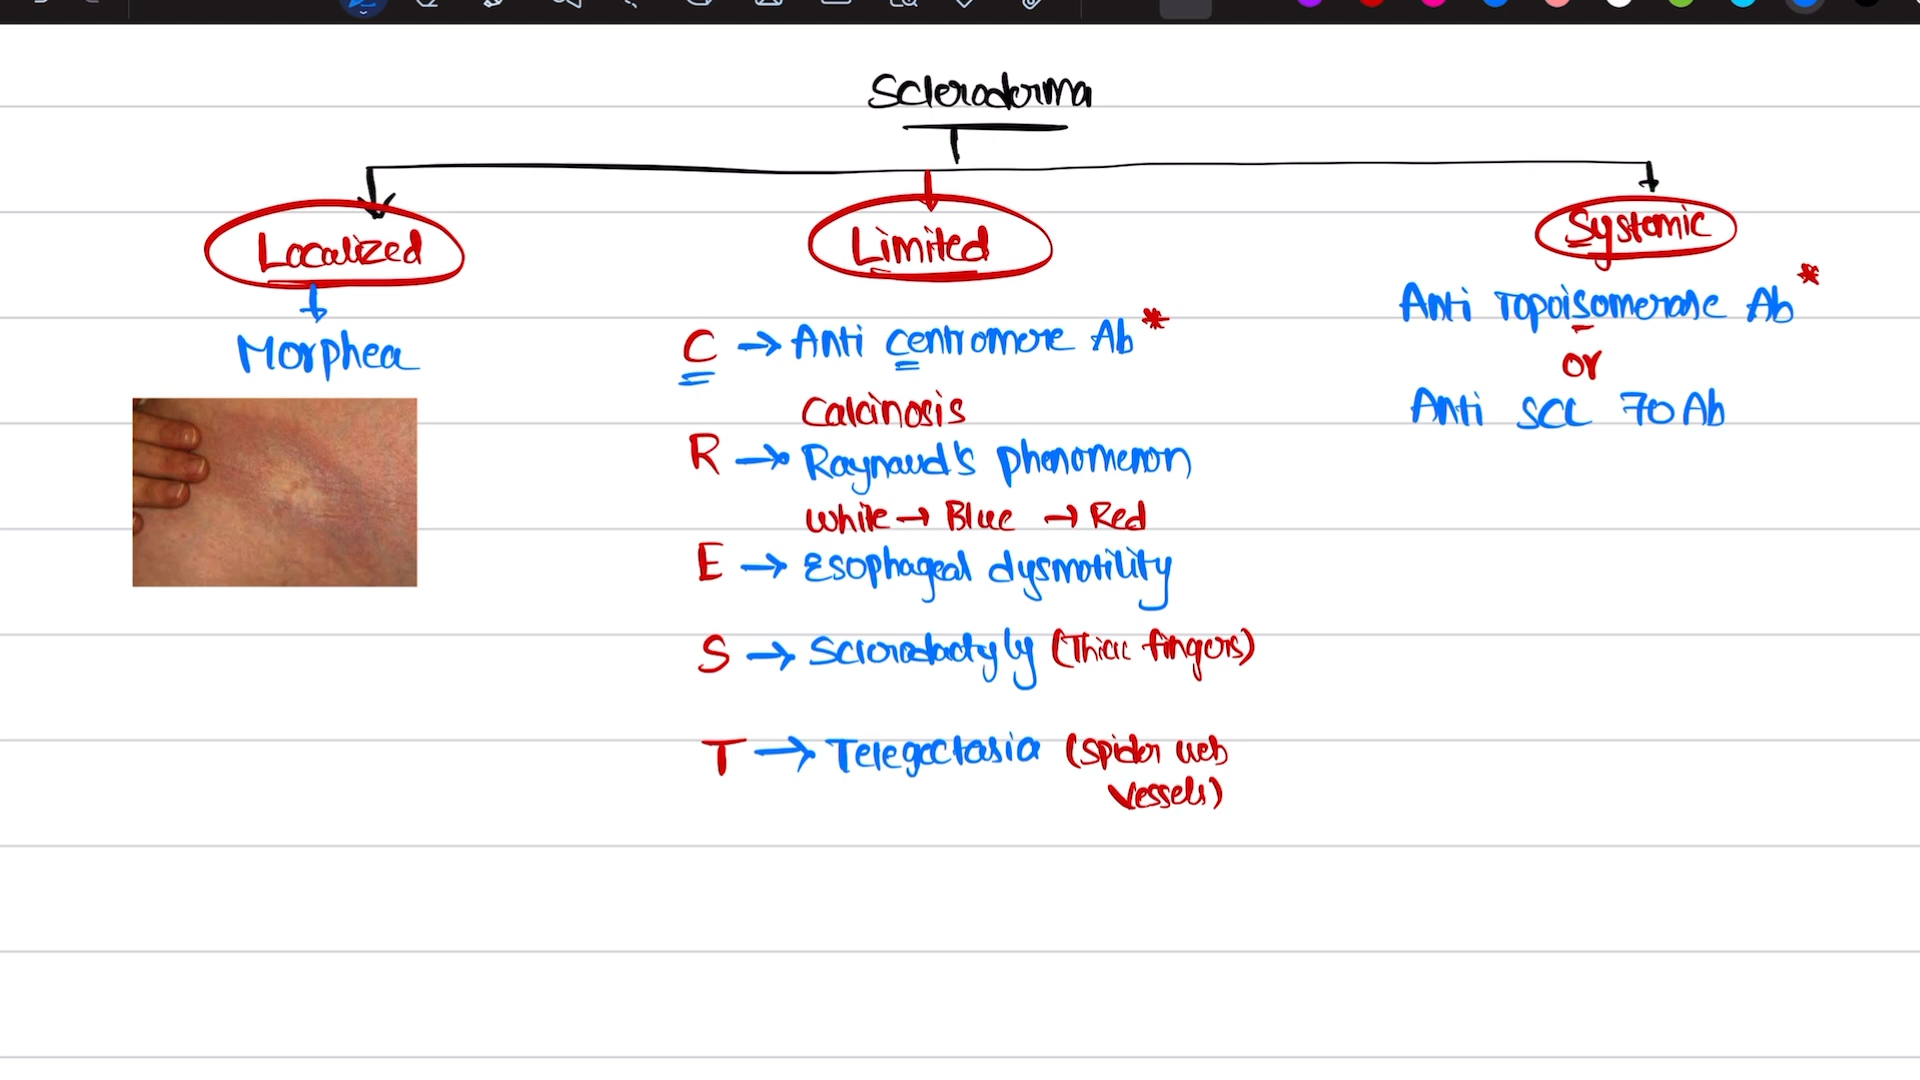 Scleroderma
Localized
Limited
Systemic
Morphea
C → Anti centromere Ab *
Calcinosis
R → Raynaud's phenomenon
White → Blue → Red
E → Esophageal dysmotility
S → Sclerodactyly (Thick fingers)
T → Telegectasia (spider web
vessels)
Anti Topoisomerase Ab *
or
Anti SCL 70 Ab